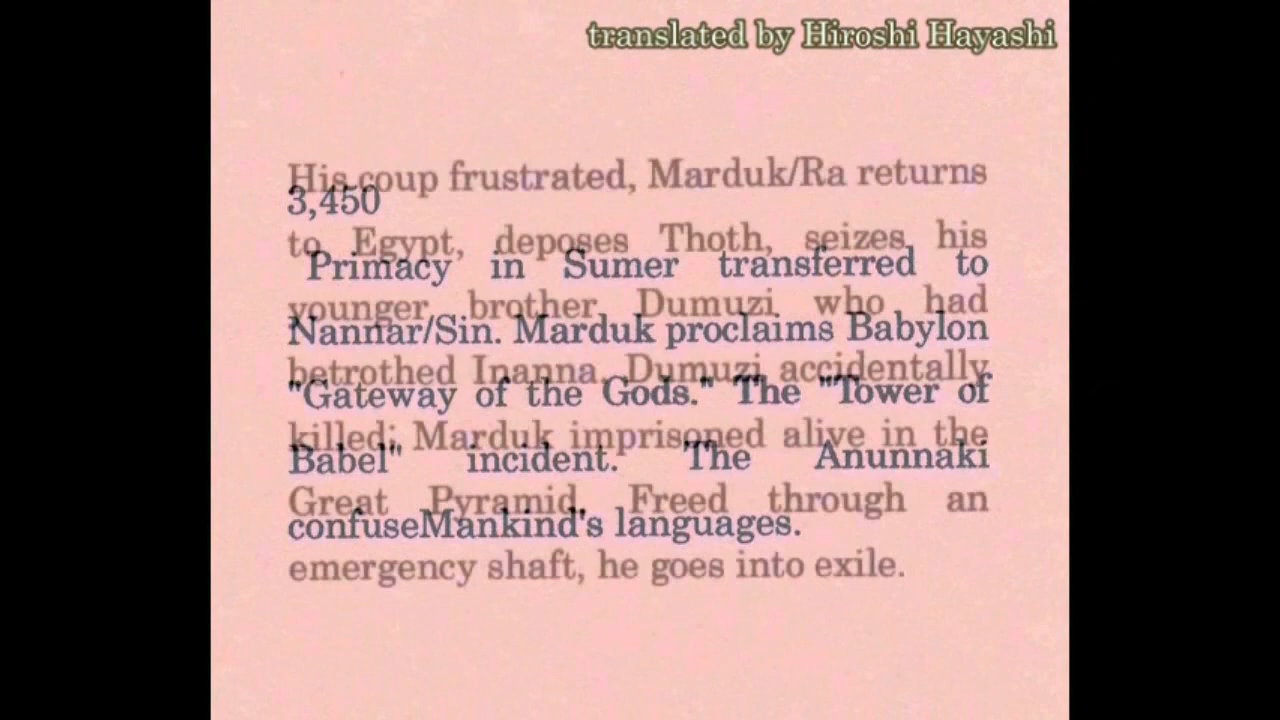 translated by Hiroshi Hayashi
His coup frustrated, Marduk/Ra returns
3,450
to Egypt, deposes Thoth, seizes his
Primacy in Sumer transferred to
younger brother Dumuzi who had
Nannar/Sin. Marduk proclaims Babylon
betrothed Inanna. Dumuzi accidentally
"Gateway of the Gods." The "Tower of
killed; Marduk imprisoned alive in the
Babel" incident. The Anunnaki
Great Pyramid. Freed through an
confuseMankind's languages.
emergency shaft, he goes into exile.